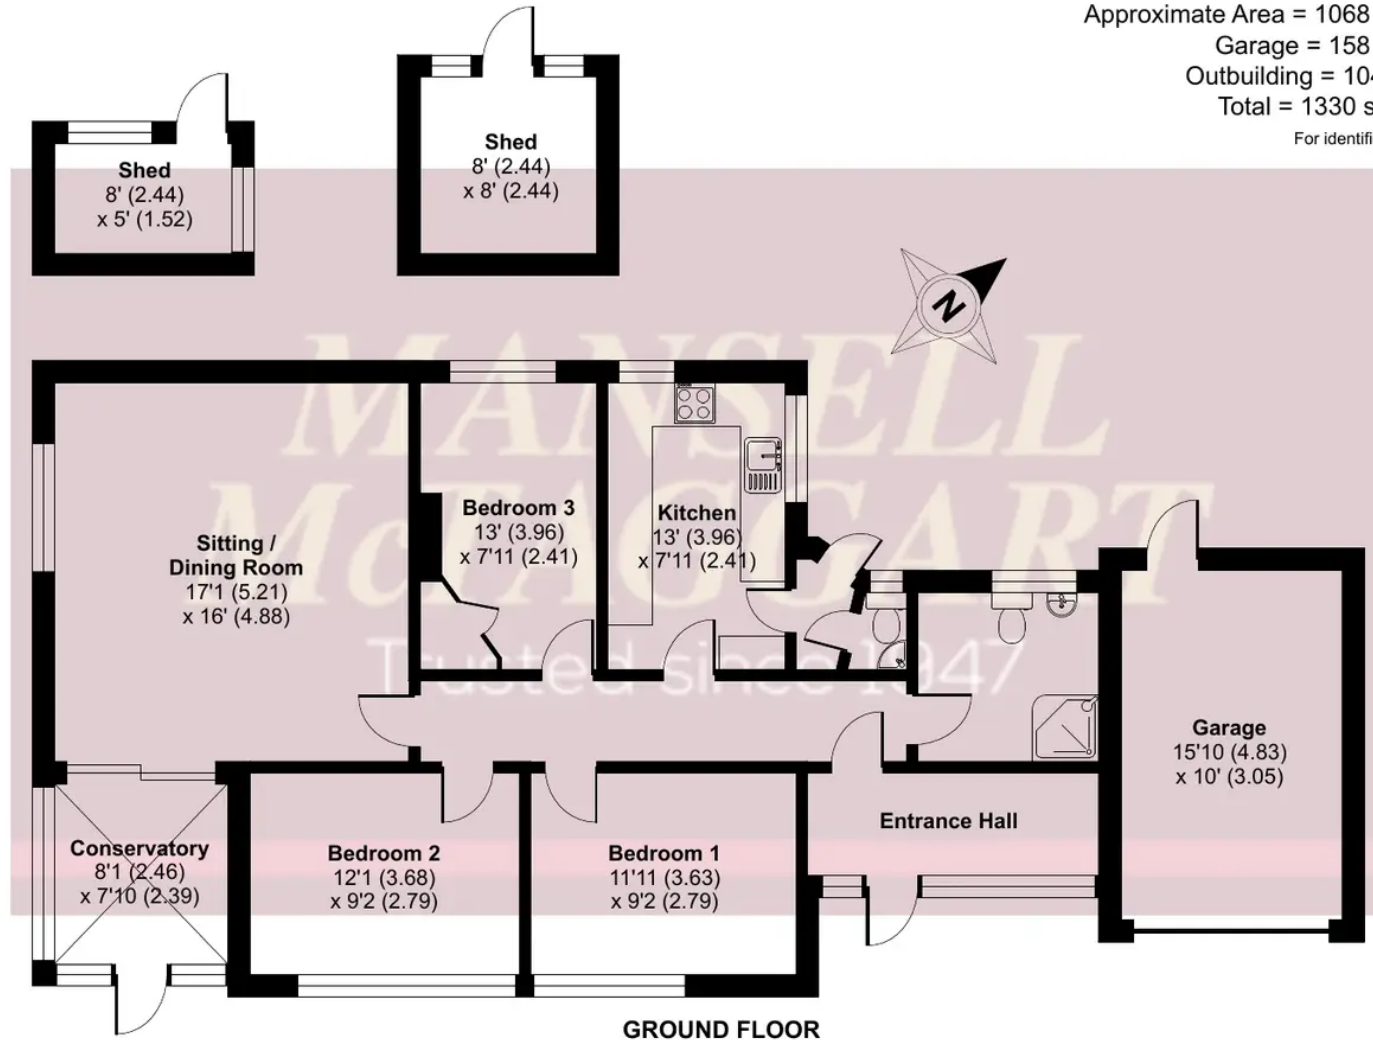 Approximate Area = 1068
Garage = 158
Outbuilding = 104
Total = 1330 s
For identifi
Shed
8' (2.44)
x 5' (1.52)
Shed
8' (2.44)
x 8' (2.44)
N
MANSELL
McTAGGART
Trusted since 1947
Sitting /
Dining Room
17'1 (5.21)
x 16' (4.88)
Bedroom 3
13' (3.96)
x 7'11 (2.41)
Kitchen
13' (3.96)
x 7'11 (2.41)
Garage
15'10 (4.83)
x 10' (3.05)
Entrance Hall
Conservatory
8'1 (2.46)
x 7'10 (2.39)
Bedroom 2
12'1 (3.68)
x 9'2 (2.79)
Bedroom 1
11'11 (3.63)
x 9'2 (2.79)
GROUND FLOOR